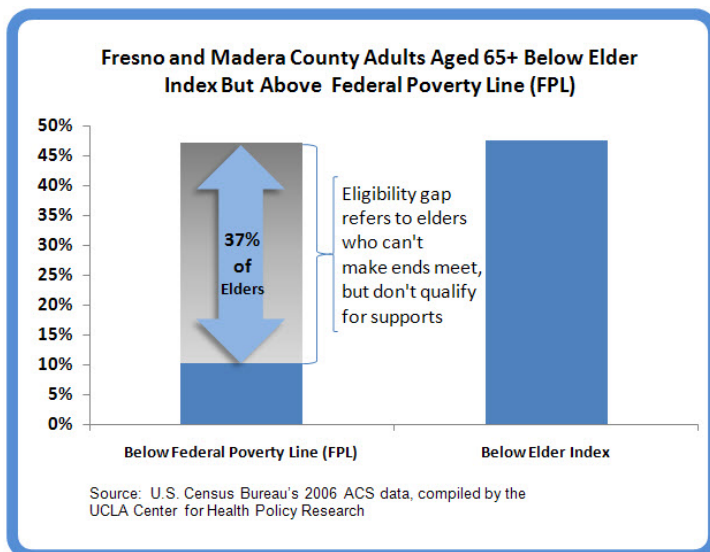 Fresno and Madera County Adults Aged 65+ Below Elder
Index But Above Federal Poverty Line (FPL)
50%
45%
40%
35%
30%
25%
20%
15%
10%
5%
0%
37%
of
Elders
Eligibility gap
refers to elders
who can't
make ends meet,
but don't qualify
for supports
Below Federal Poverty Line (FPL)
Below Elder Index
Source: U.S. Census Bureau's 2006 ACS data, compiled by the
UCLA Center for Health Policy Research